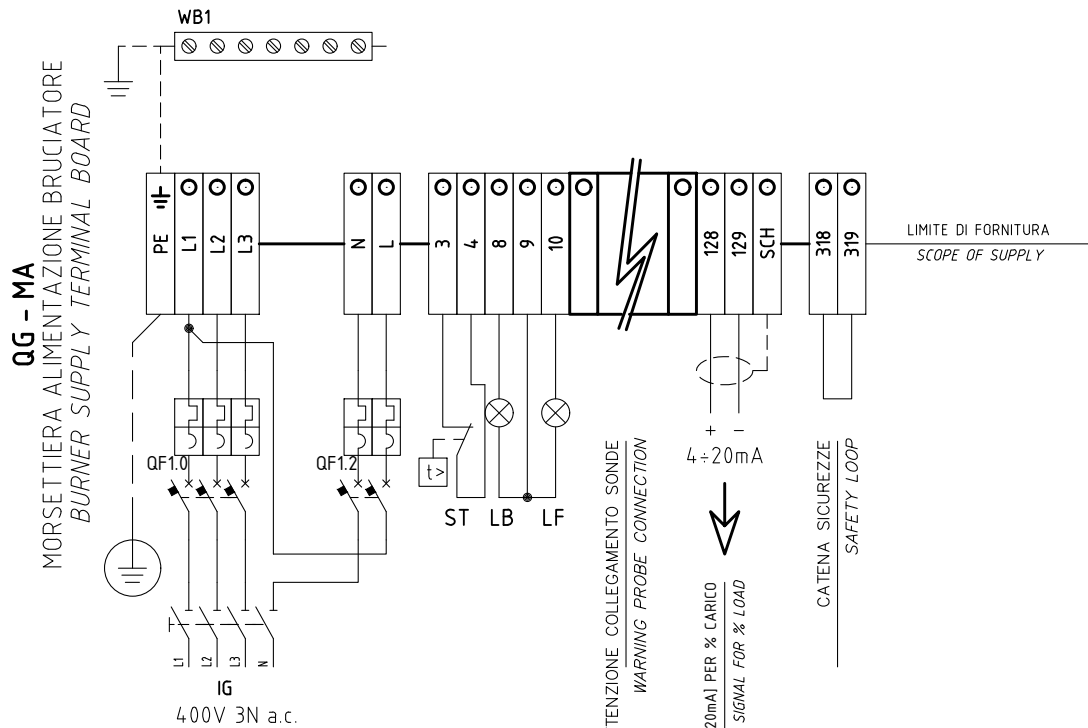 WB1
QG - MA
MORSETTIERA ALIMENTAZIONE BRUCIATORE
BURNER SUPPLY TERMINAL BOARD
PE
L1
L2
L3
N
L
3
4
8
9
10
128
129
SCH
318
319
LIMITE DI FORNITURA
SCOPE OF SUPPLY
QF1.0
QF1.2
t>
ST
LB
LF
+ −
4÷20mA
TENZIONE COLLEGAMENTO SONDE
WARNING PROBE CONNECTION
20mA] PER % CARICO
SIGNAL FOR % LOAD
CATENA SICUREZZE
SAFETY LOOP
L1
L2
L3
N
IG
400V 3N a.c.